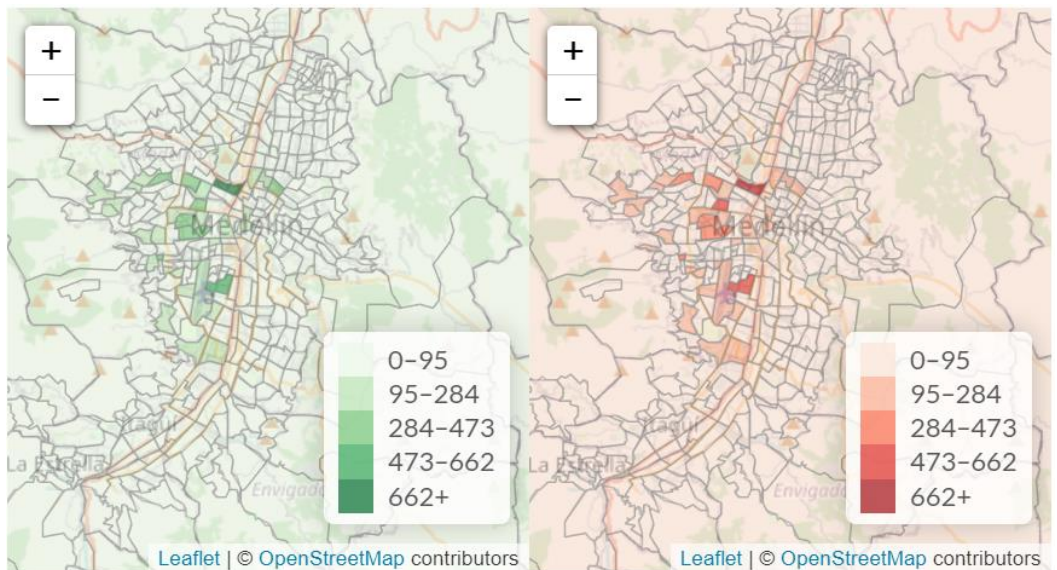 +
−
Medellín
Itagüí
La Estrella
Envigado
0–95
95–284
284–473
473–662
662+
Leaflet | © OpenStreetMap contributors
+
−
Medellín
Itagüí
La Estrella
Envigado
0–95
95–284
284–473
473–662
662+
Leaflet | © OpenStreetMap contributors